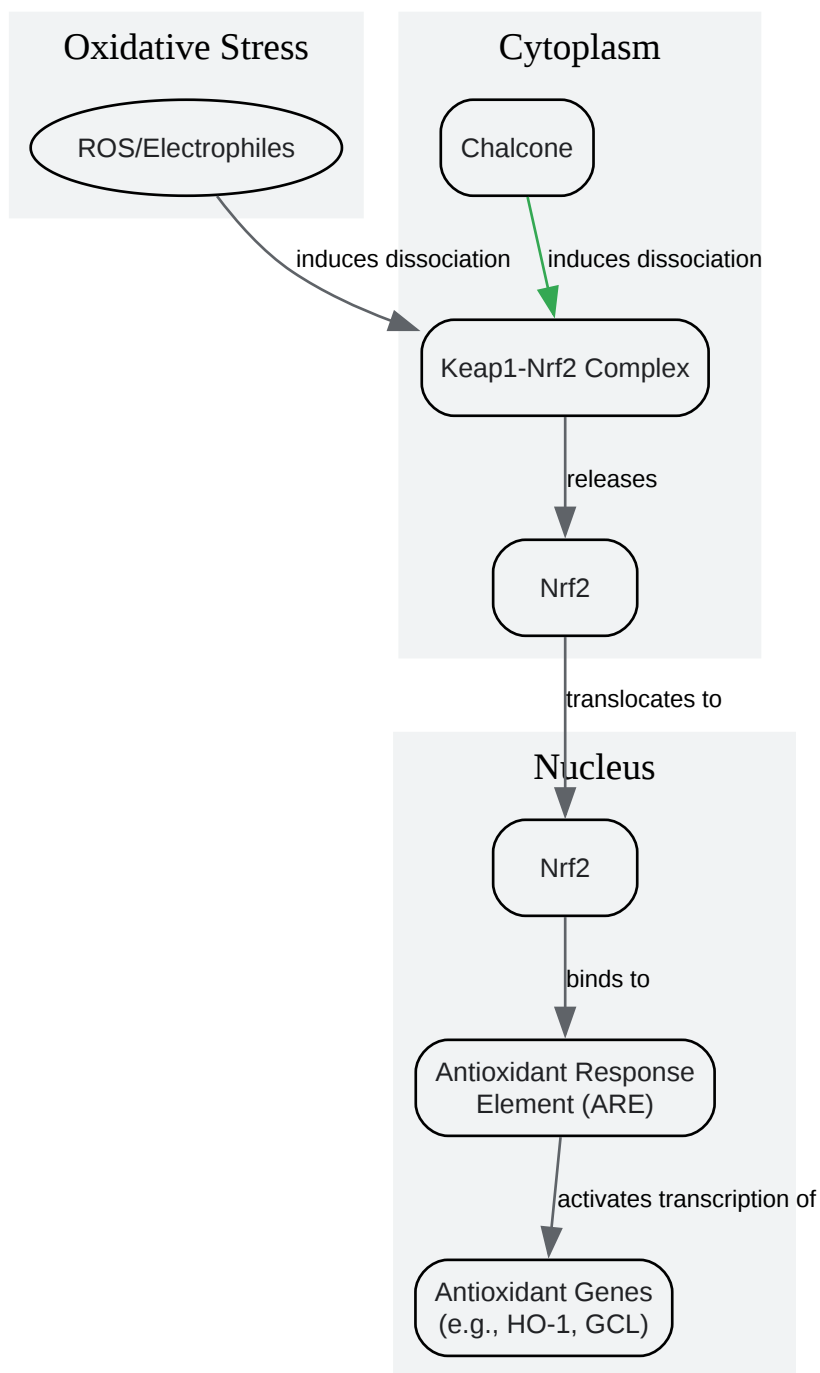 Oxidative Stress
Cytoplasm
ROS/Electrophiles
Chalcone
induces dissociation
induces dissociation
Keap1-Nrf2 Complex
releases
Nrf2
translocates to
Nucleus
Nrf2
binds to
Antioxidant Response
Element (ARE)
activates transcription of
Antioxidant Genes
(e.g., HO-1, GCL)